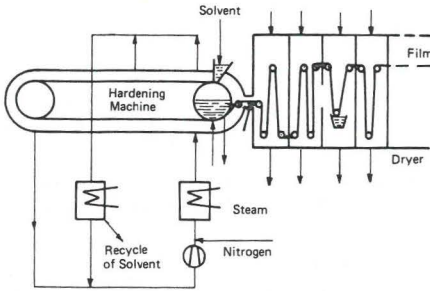 Solvent
Film
Hardening
Machine
Dryer
Steam
Recycle
of Solvent
Nitrogen